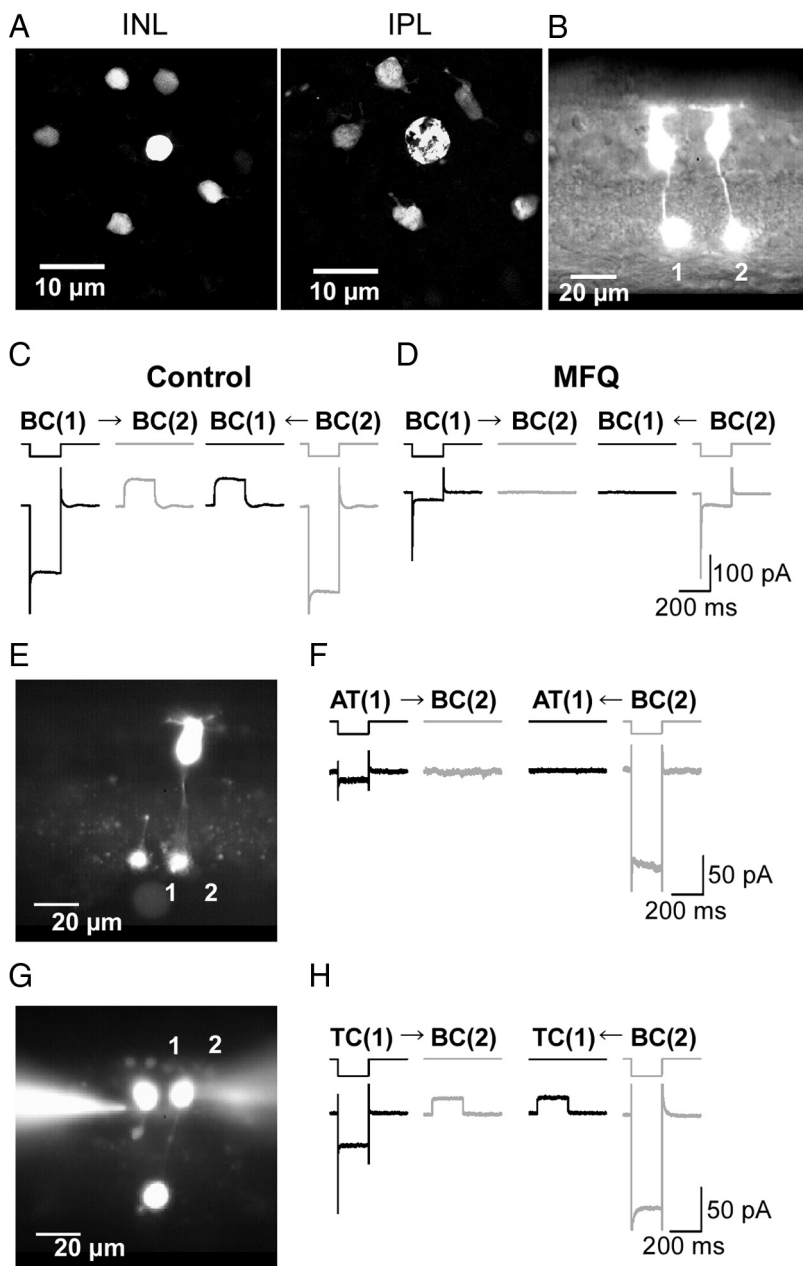 A INL IPL B
10 µm 10 µm 20 µm 1 2
C D
Control MFQ
BC(1) → BC(2) BC(1) ← BC(2) BC(1) → BC(2) BC(1) ← BC(2)
100 pA
200 ms
E F
AT(1) → BC(2) AT(1) ← BC(2)
1 2
20 µm
50 pA
200 ms
G H
1 2
TC(1) → BC(2) TC(1) ← BC(2)
20 µm
50 pA
200 ms